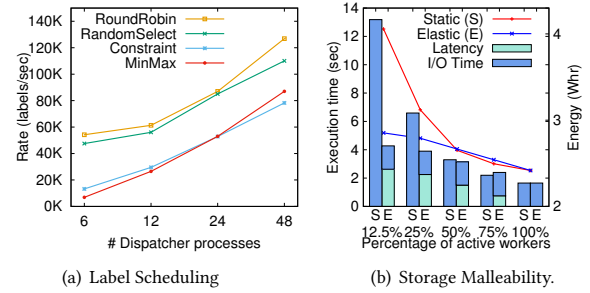 140K
120K
100K
80K
60K
40K
20K
0K
Rate (labels/sec)
RoundRobin
RandomSelect
Constraint
MinMax
6 12 24 48
# Dispatcher processes
(a) Label Scheduling
14
12
10
8
6
4
2
0
Execution time (sec)
Static (S)
Elastic (E)
Latency
I/O Time
4
3
2
Energy (Whr)
S E S E S E S E S E
12.5% 25% 50% 75% 100%
Percentage of active workers
(b) Storage Malleability.